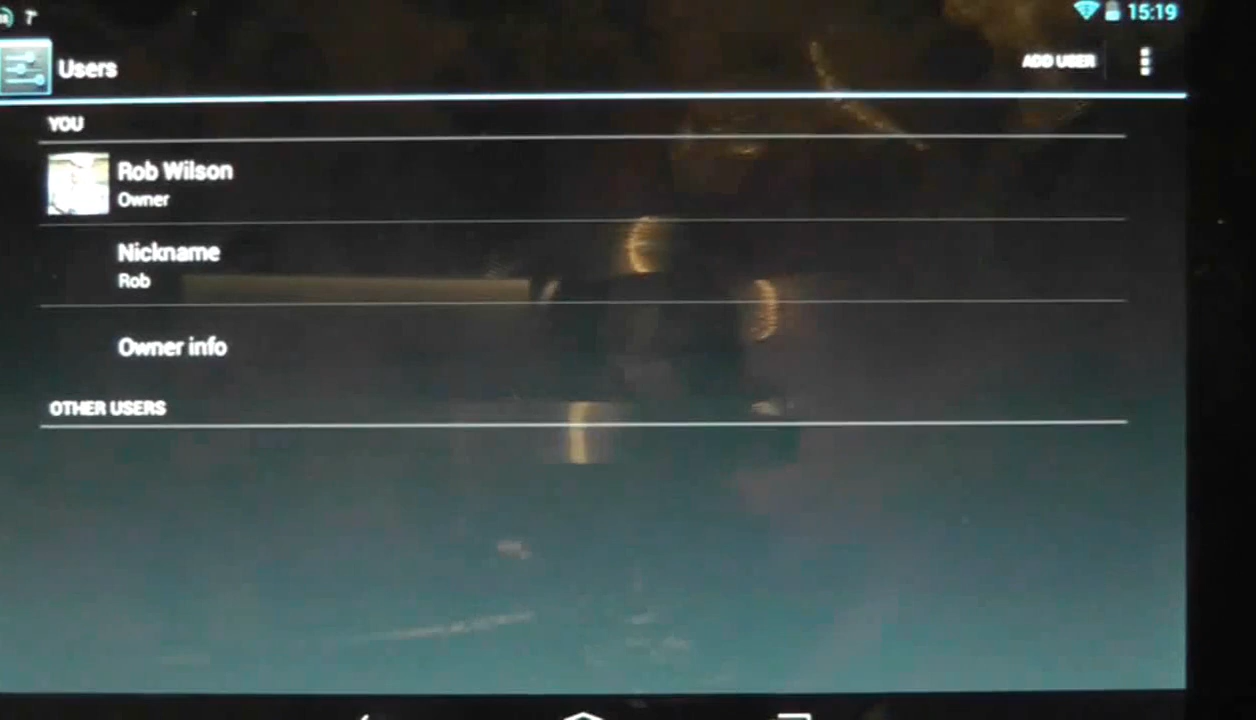 15:19
Users
ADD USER
YOU
Rob Wilson
Owner
Nickname
Rob
Owner info
OTHER USERS